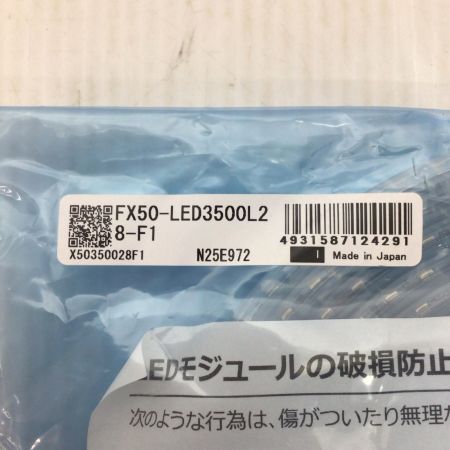 FX50-LED3500L2
8-F1
X50350028F1 N25E972
4931587124291
I Made in Japan
LEDモジュールの破損防止
次のような行為は、傷がついたり無理な